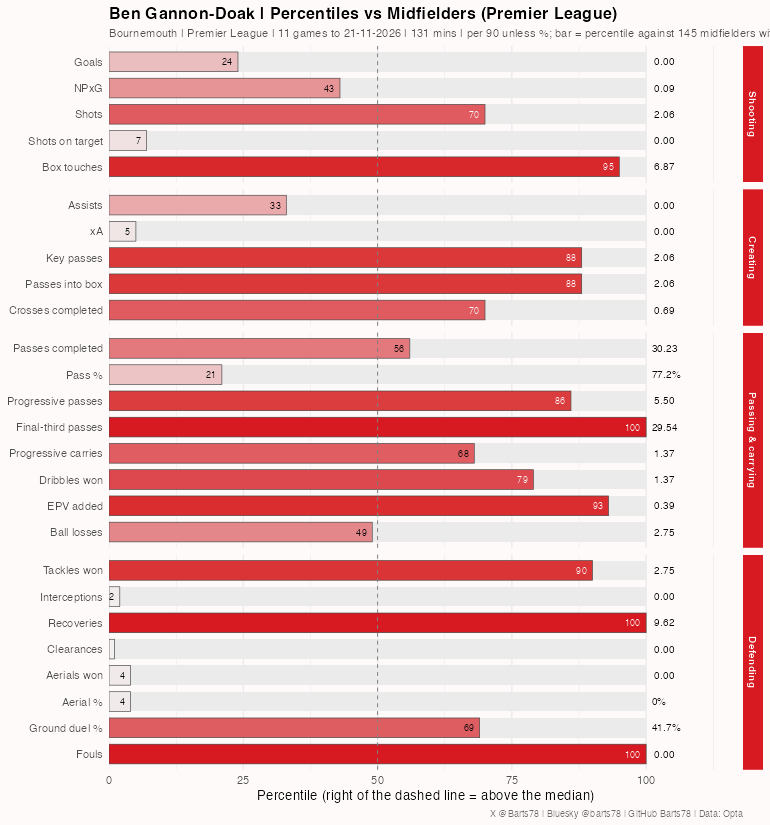 Ben Gannon-Doak | Percentiles vs Midfielders (Premier League)
Bournemouth | Premier League | 11 games to 21-11-2026 | 131 mins | per 90 unless %; bar = percentile against 145 midfielders wi
Goals 24 0.00
NPxG 43 0.09
Shots 70 2.06
Shots on target 7 0.00
Box touches 95 6.87
Shooting
Assists 33 0.00
xA 5 0.00
Key passes 88 2.06
Passes into box 88 2.06
Crosses completed 70 0.69
Creating
Passes completed 56 30.23
Pass % 21 77.2%
Progressive passes 86 5.50
Final-third passes 100 29.54
Progressive carries 68 1.37
Dribbles won 79 1.37
EPV added 93 0.39
Ball losses 49 2.75
Passing & carrying
Tackles won 90 2.75
Interceptions 2 0.00
Recoveries 100 9.62
Clearances 0.00
Aerials won 4 0.00
Aerial % 4 0%
Ground duel % 69 41.7%
Fouls 100 0.00
Defending
0 25 50 75 100
Percentile (right of the dashed line = above the median)
X @Barts78 | Bluesky @barts78 | GitHub Barts78 | Data: Opta